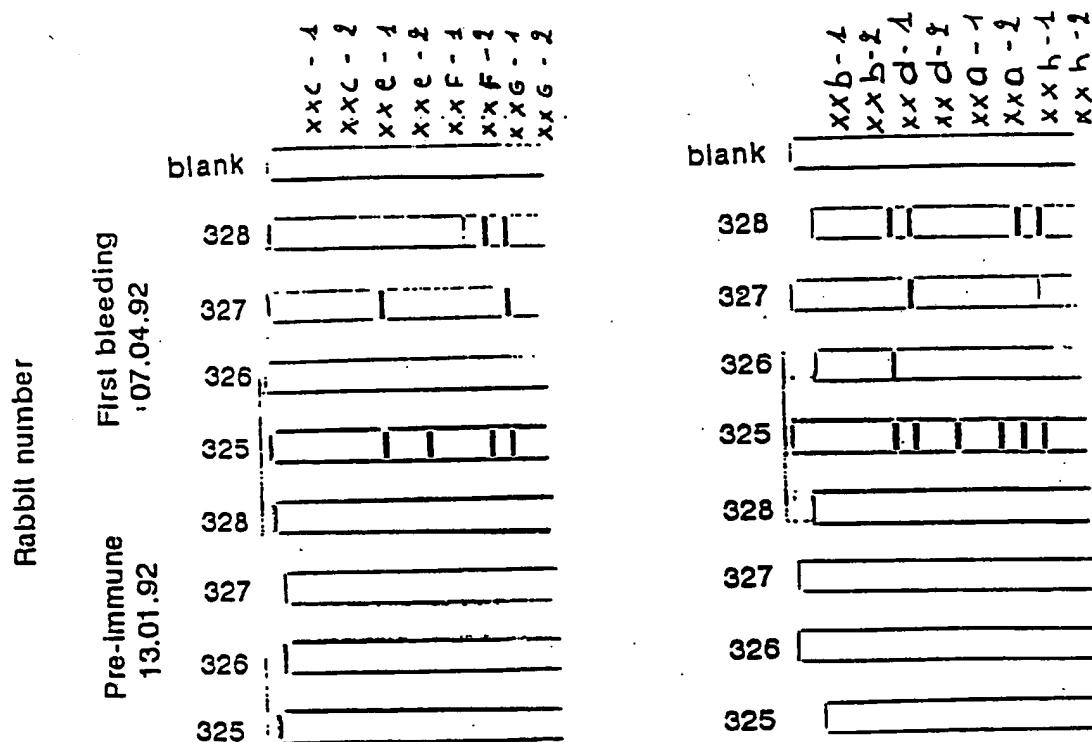 xxc - 1
xxc - 2
xxe - 1
xxe - 2
xxF - 1
xxF - 2
xxG - 1
xxG - 2
blank
328
327
326
325
328
327
326
325
First bleeding
07.04.92
Pre-immune
13.01.92
Rabbit number
xxb - 1
xxb - 2
xxd - 1
xxd - 2
xxa - 1
xxa - 2
xxh - 1
xxh - 2
blank
328
327
326
325
328
327
326
325